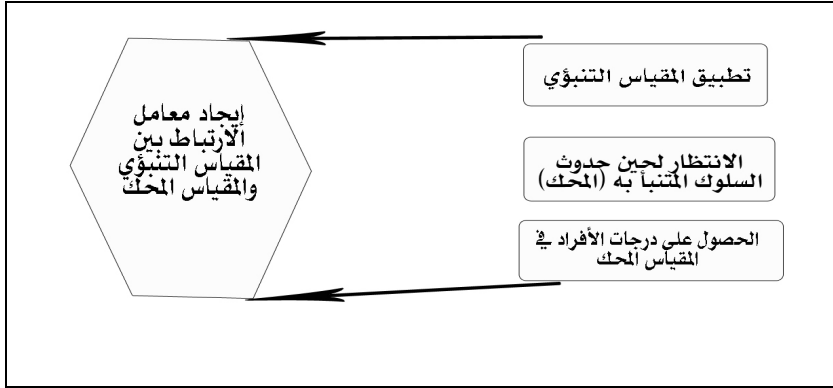 تطبيق المقياس التنبؤي
الانتظار لحين حدوث
السلوك المتنبأ به (المحك)
الحصول على درجات الأفراد في
المقياس المحك
إيجاد معامل
الارتباط بين
المقياس التنبؤي
والمقياس المحك